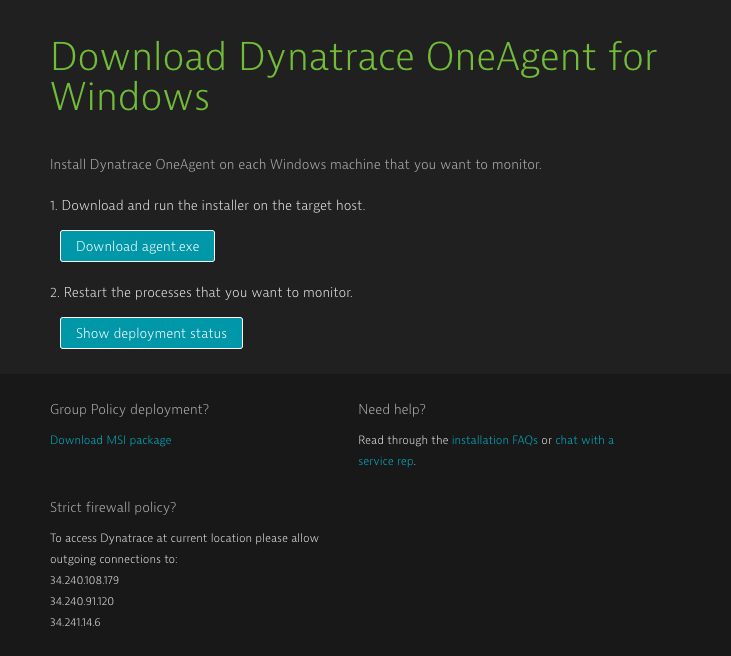 Download Dynatrace OneAgent for
Windows
Install Dynatrace OneAgent on each Windows machine that you want to monitor.
1. Download and run the installer on the target host.
Download agent.exe
2. Restart the processes that you want to monitor.
Show deployment status
Group Policy deployment?
Download MSI package
Need help?
Read through the installation FAQs or chat with a
service rep.
Strict firewall policy?
To access Dynatrace at current location please allow
outgoing connections to:
34.240.108.179
34.240.91.120
34.241.14.6